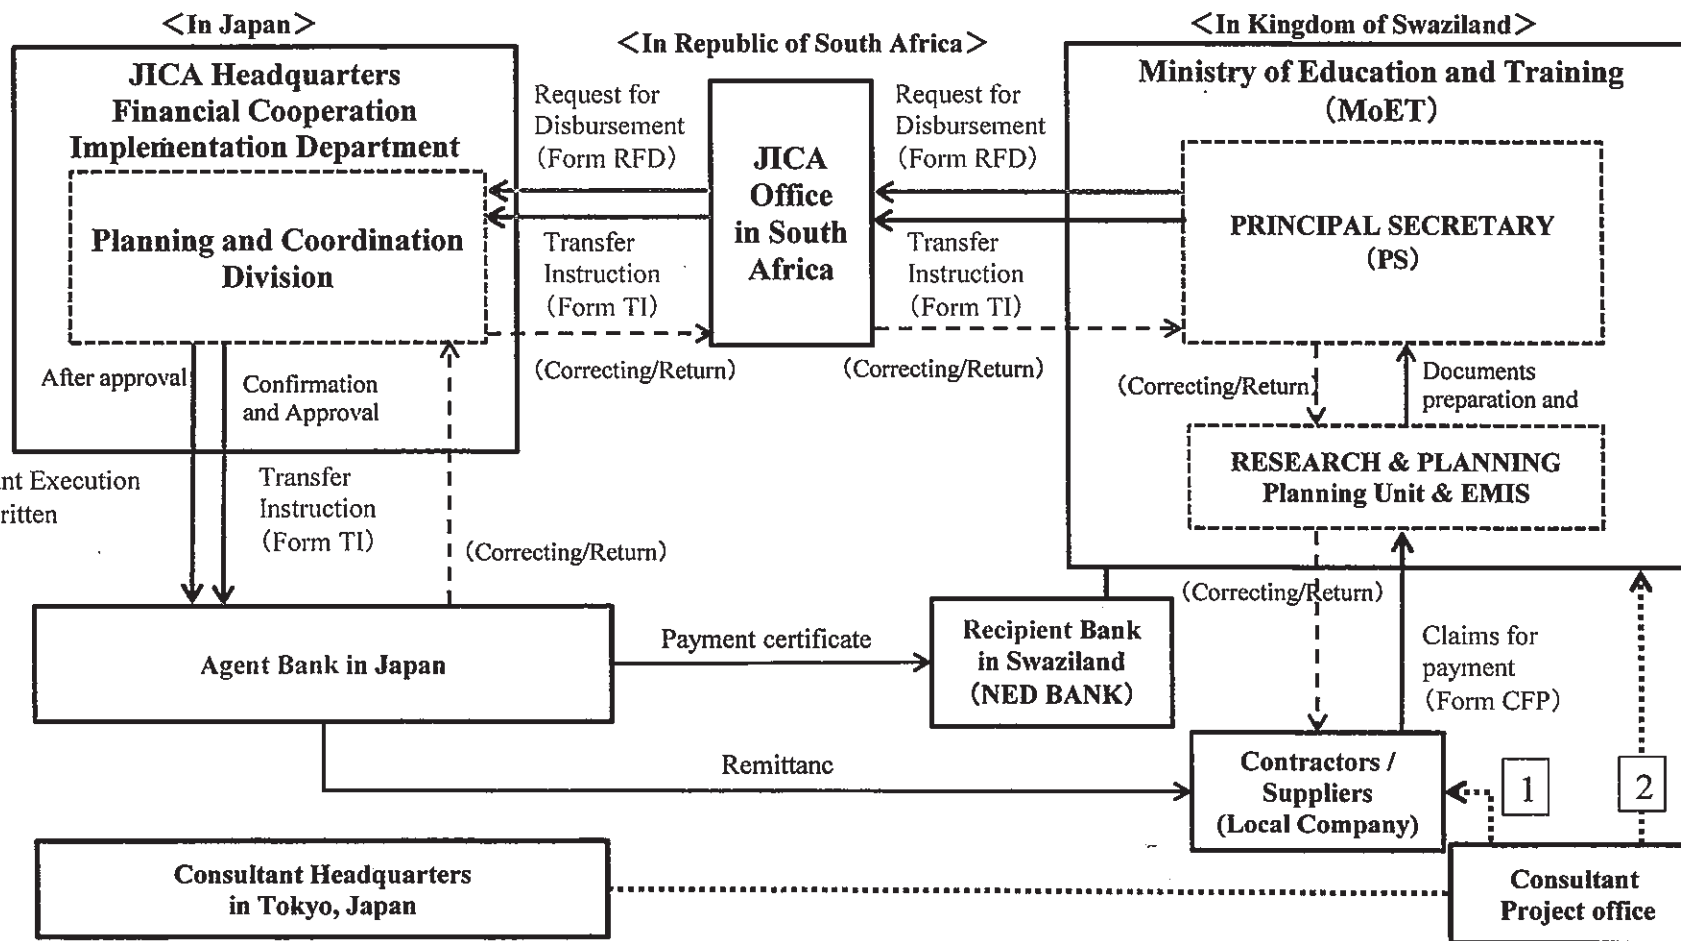 ＜In Japan＞
＜In Republic of South Africa＞
＜In Kingdom of Swaziland＞
JICA Headquarters
Financial Cooperation
Implementation Department
Planning and Coordination
Division
Request for
Disbursement
(Form RFD)
Transfer
Instruction
(Form TI)
(Correcting/Return)
JICA
Office
in South
Africa
Request for
Disbursement
(Form RFD)
Transfer
Instruction
(Form TI)
(Correcting/Return)
Ministry of Education and Training
(MoET)
PRINCIPAL SECRETARY
(PS)
(Correcting/Return)
Documents
preparation and
RESEARCH & PLANNING
Planning Unit & EMIS
After approval
Confirmation
and Approval
nt Execution
ritten
Transfer
Instruction
(Form TI)
(Correcting/Return)
(Correcting/Return)
Claims for
payment
(Form CFP)
Agent Bank in Japan
Payment certificate
Recipient Bank
in Swaziland
(NED BANK)
Remittanc
Contractors /
Suppliers
(Local Company)
1
2
Consultant Headquarters
in Tokyo, Japan
Consultant
Project office